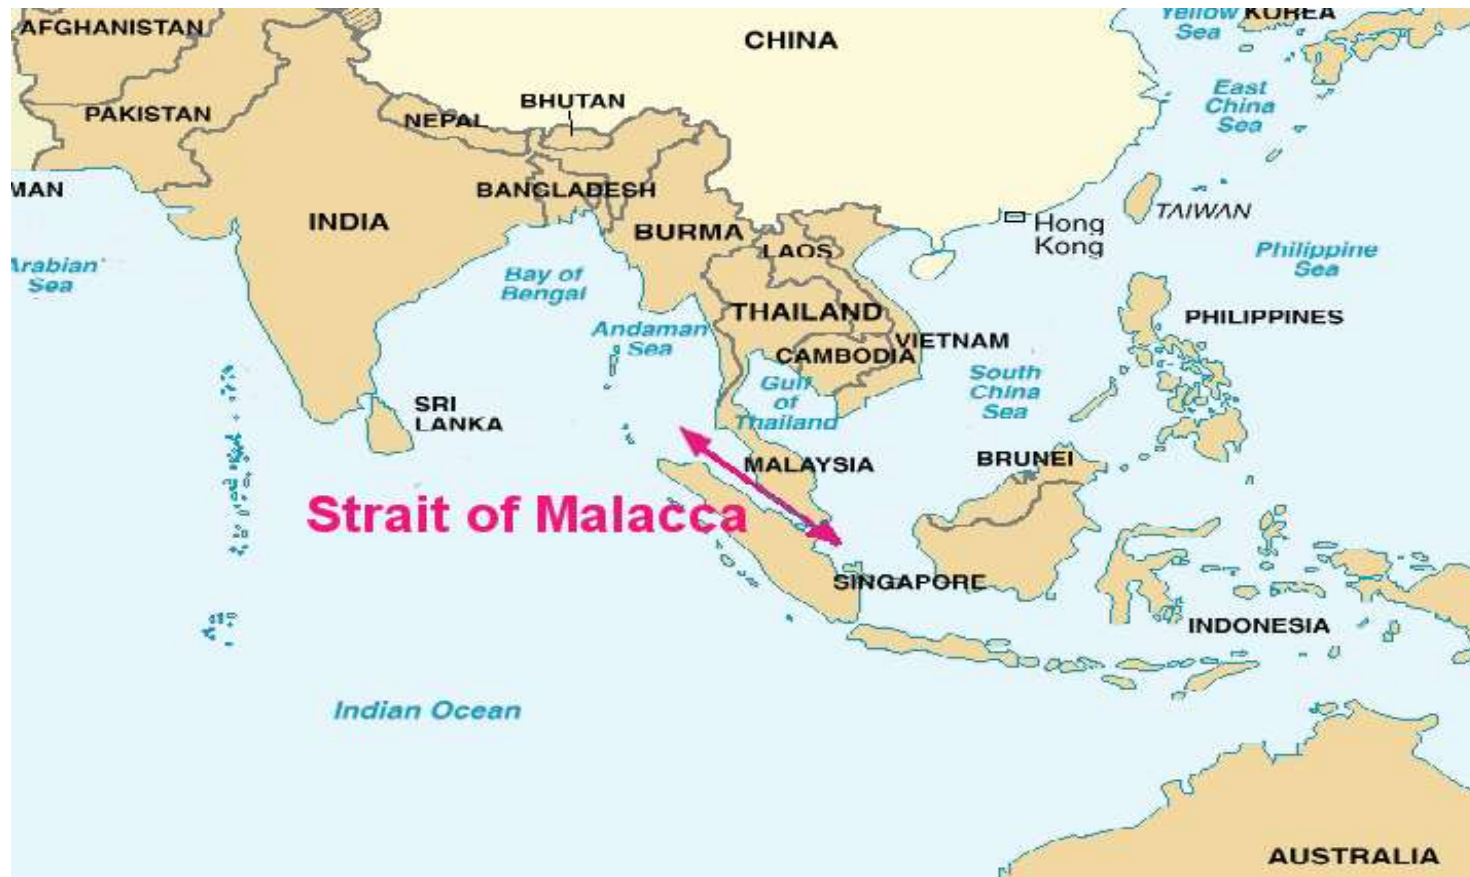 Yellow
Sea
KOREA
AFGHANISTAN
CHINA
East
China
Sea
BHUTAN
PAKISTAN
NEPAL
MAN
BANGLADESH
INDIA
BURMA
LAOS
Hong
Kong
TAIWAN
Arabian
Sea
Bay of
Bengal
Philippine
Sea
THAILAND
PHILIPPINES
Andaman
Sea
VIETNAM
CAMBODIA
Gulf
of
Thailand
South
China
Sea
SRI
LANKA
MALAYSIA
BRUNEI
Strait of Malacca
SINGAPORE
INDONESIA
Indian Ocean
AUSTRALIA